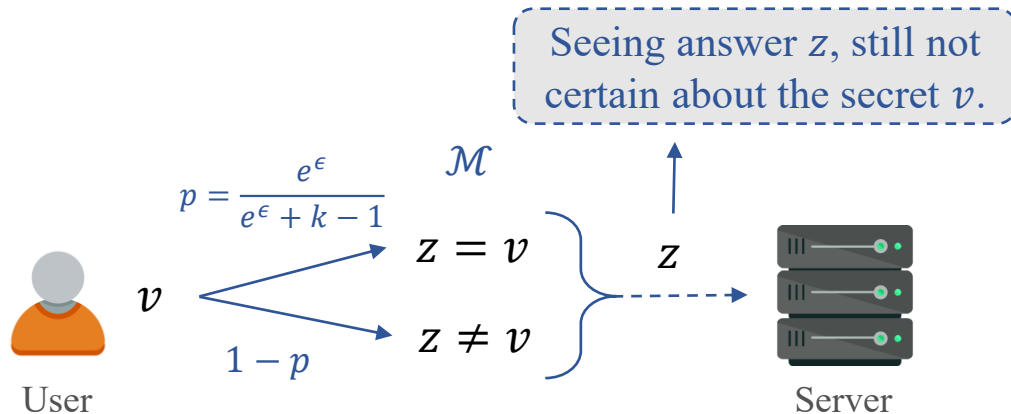 Seeing answer z, still not
certain about the secret v.
ℳ
p = e^ϵ / (e^ϵ + k − 1)
z = v
z
v
z ≠ v
1 − p
User
Server